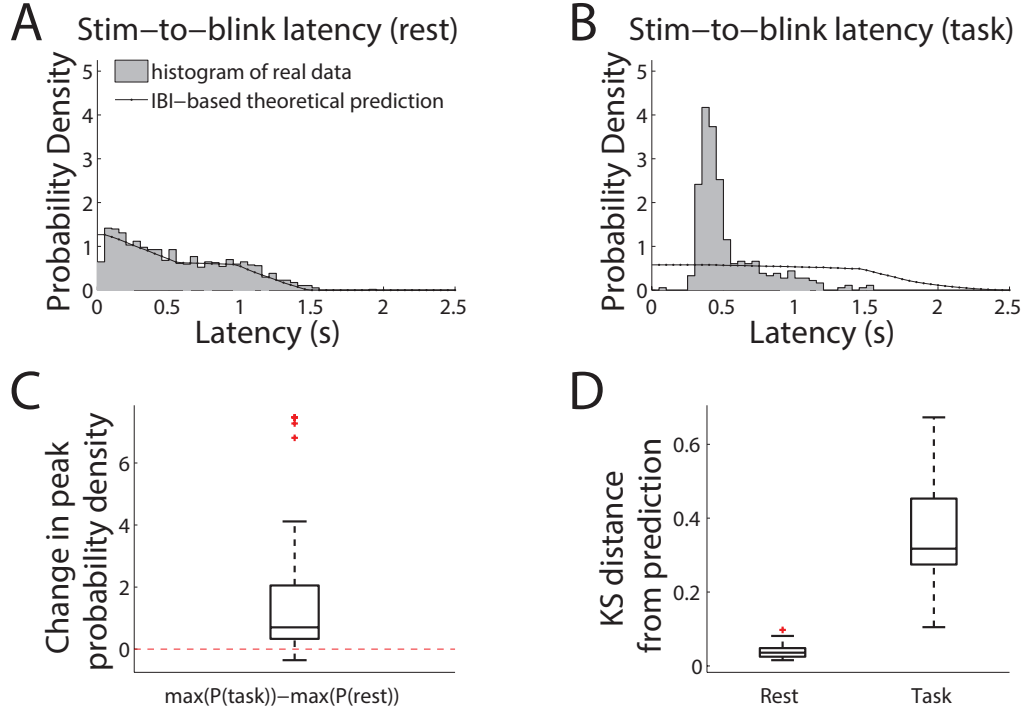 A
Stim−to−blink latency (rest)
Probability Density
5
4
3
2
1
0
histogram of real data
IBI−based theoretical prediction
0 0.5 1 1.5 2 2.5
Latency (s)
B
Stim−to−blink latency (task)
Probability Density
5
4
3
2
1
0
0 0.5 1 1.5 2 2.5
Latency (s)
C
Change in peak
probability density
6
4
2
0
max(P(task))−max(P(rest))
D
KS distance
from prediction
0.6
0.4
0.2
0
Rest Task